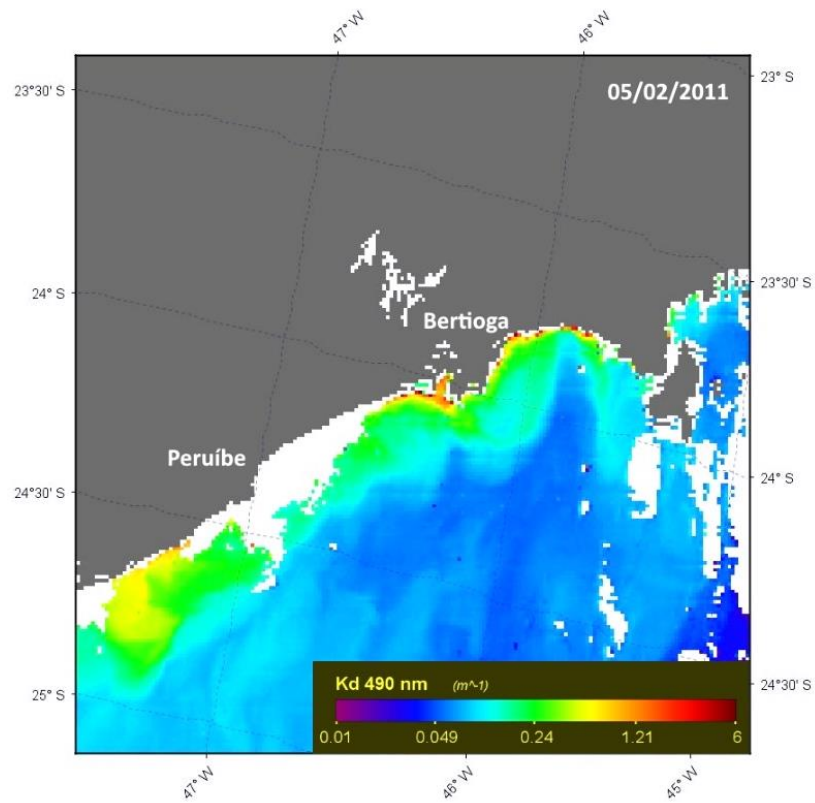 47° W
46° W
23°30' S
23° S
05/02/2011
24° S
23°30' S
Bertioga
Peruíbe
24°30' S
24° S
25° S
24°30' S
Kd 490 nm (m^-1)
0.01 0.049 0.24 1.21 6
47° W
46° W
45° W